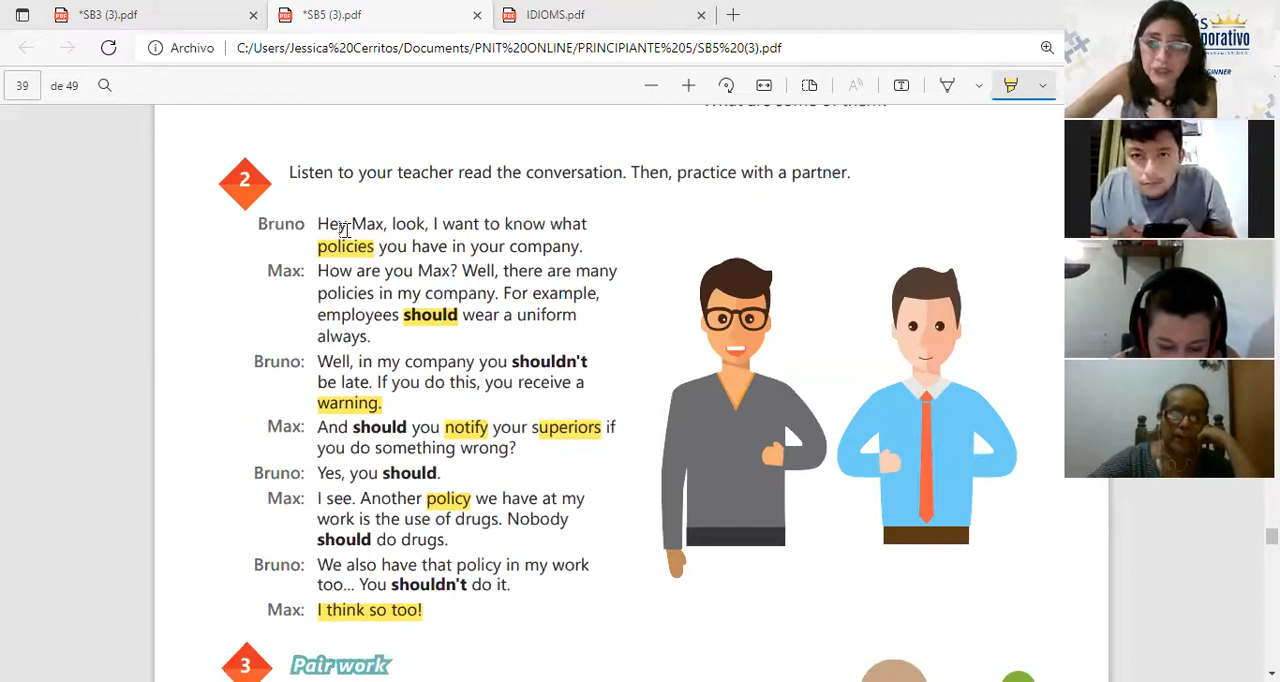 *SB3 (3).pdf
*SB5 (3).pdf
IDIOMS.pdf
Archivo
C:/Users/Jessica%20Cerritos/Documents/PNIT%20ONLINE/PRINCIPIANTE%205/SB5%20(3).pdf
39
de 49
2
Listen to your teacher read the conversation. Then, practice with a partner.
Bruno Hey Max, look, I want to know what
policies you have in your company.
Max: How are you Max? Well, there are many
policies in my company. For example,
employees should wear a uniform
always.
Bruno: Well, in my company you shouldn't
be late. If you do this, you receive a
warning.
Max: And should you notify your superiors if
you do something wrong?
Bruno: Yes, you should.
Max: I see. Another policy we have at my
work is the use of drugs. Nobody
should do drugs.
Bruno: We also have that policy in my work
too... You shouldn't do it.
Max: I think so too!
3
Pair work